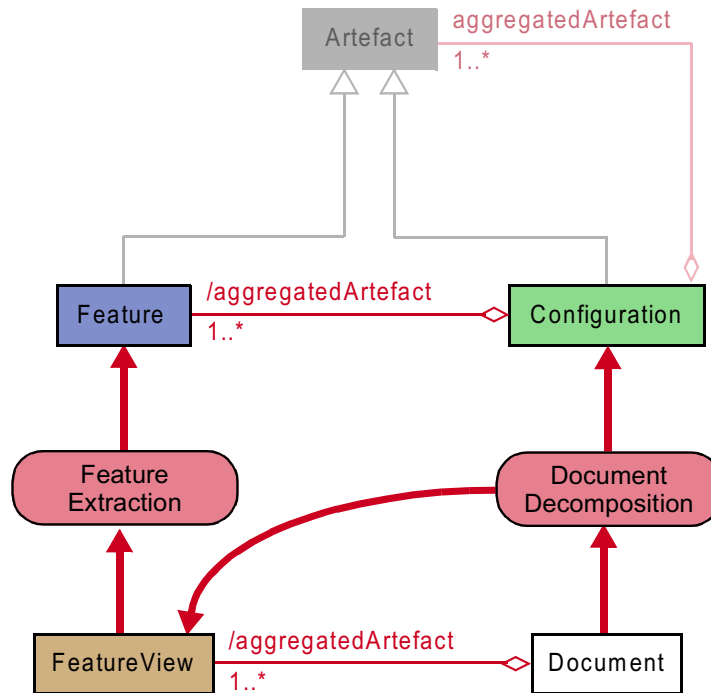 Artefact
aggregatedArtefact
1..*
/aggregatedArtefact
Feature
1..*
Configuration
Feature
Extraction
Document
Decomposition
/aggregatedArtefact
FeatureView
1..*
Document